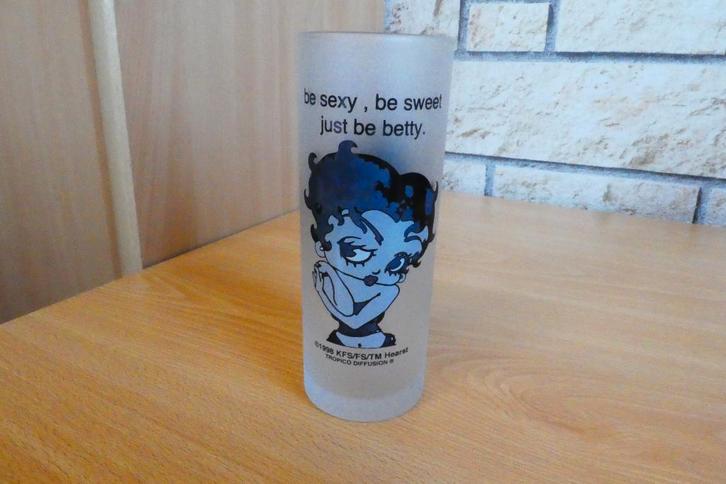 be sexy , be sweet
just be betty.
©1998 KFS/FS/TM Hearst
TROPICO DIFFUSION ®